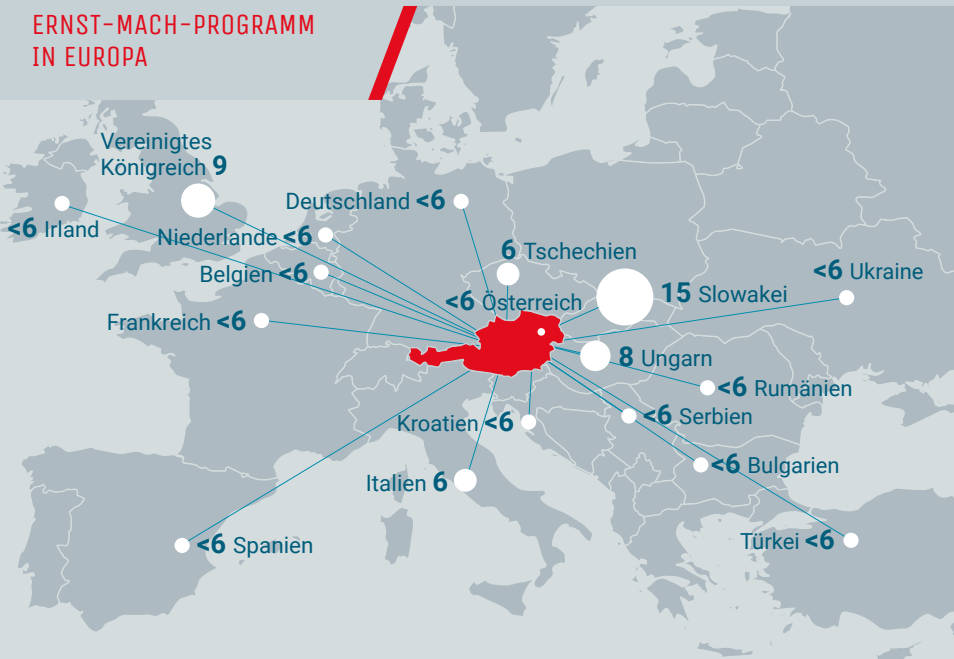 ERNST-MACH-PROGRAMM
IN EUROPA
Vereinigtes
Königreich 9
Deutschland <6
<6 Irland
Niederlande <6
6 Tschechien
Belgien <6
<6 Ukraine
<6 Österreich
15 Slowakei
Frankreich <6
8 Ungarn
<6 Rumänien
Kroatien <6
<6 Serbien
<6 Bulgarien
Italien 6
Türkei <6
<6 Spanien